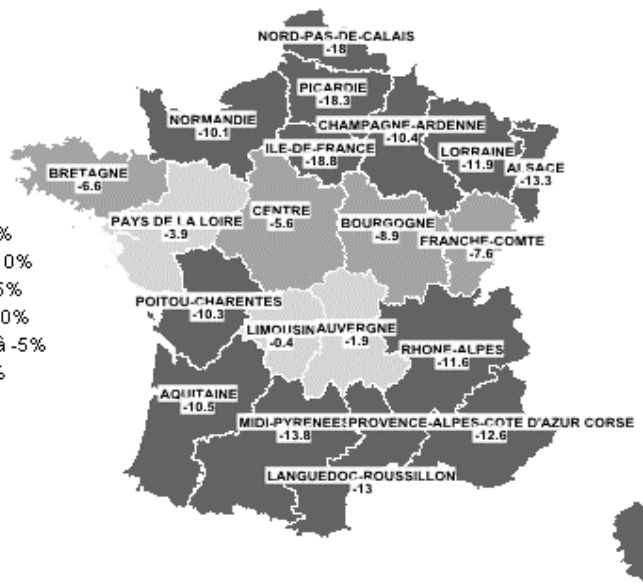 NORD-PAS-DE-CALAIS
-18
PICARDIE
-18.3
NORMANDIE
-10.1
CHAMPAGNE-ARDENNE
-10.4
ILE-DE-FRANCE
-18.8
LORRAINE
-11.9
ALSACE
-13.3
BRETAGNE
-6.6
PAYS DE LA LOIRE
-3.9
CENTRE
-5.6
BOURGOGNE
-8.9
FRANCHE-COMTE
-7.6
%
0%
5%
0%
à -5%
%
POITOU-CHARENTES
-10.3
LIMOUSIN
-0.4
AUVERGNE
-1.9
RHONE-ALPES
-11.6
AQUITAINE
-10.5
MIDI-PYRENEES
-13.8
PROVENCE-ALPES-COTE D'AZUR CORSE
-12.6
LANGUEDOC-ROUSSILLON
-13